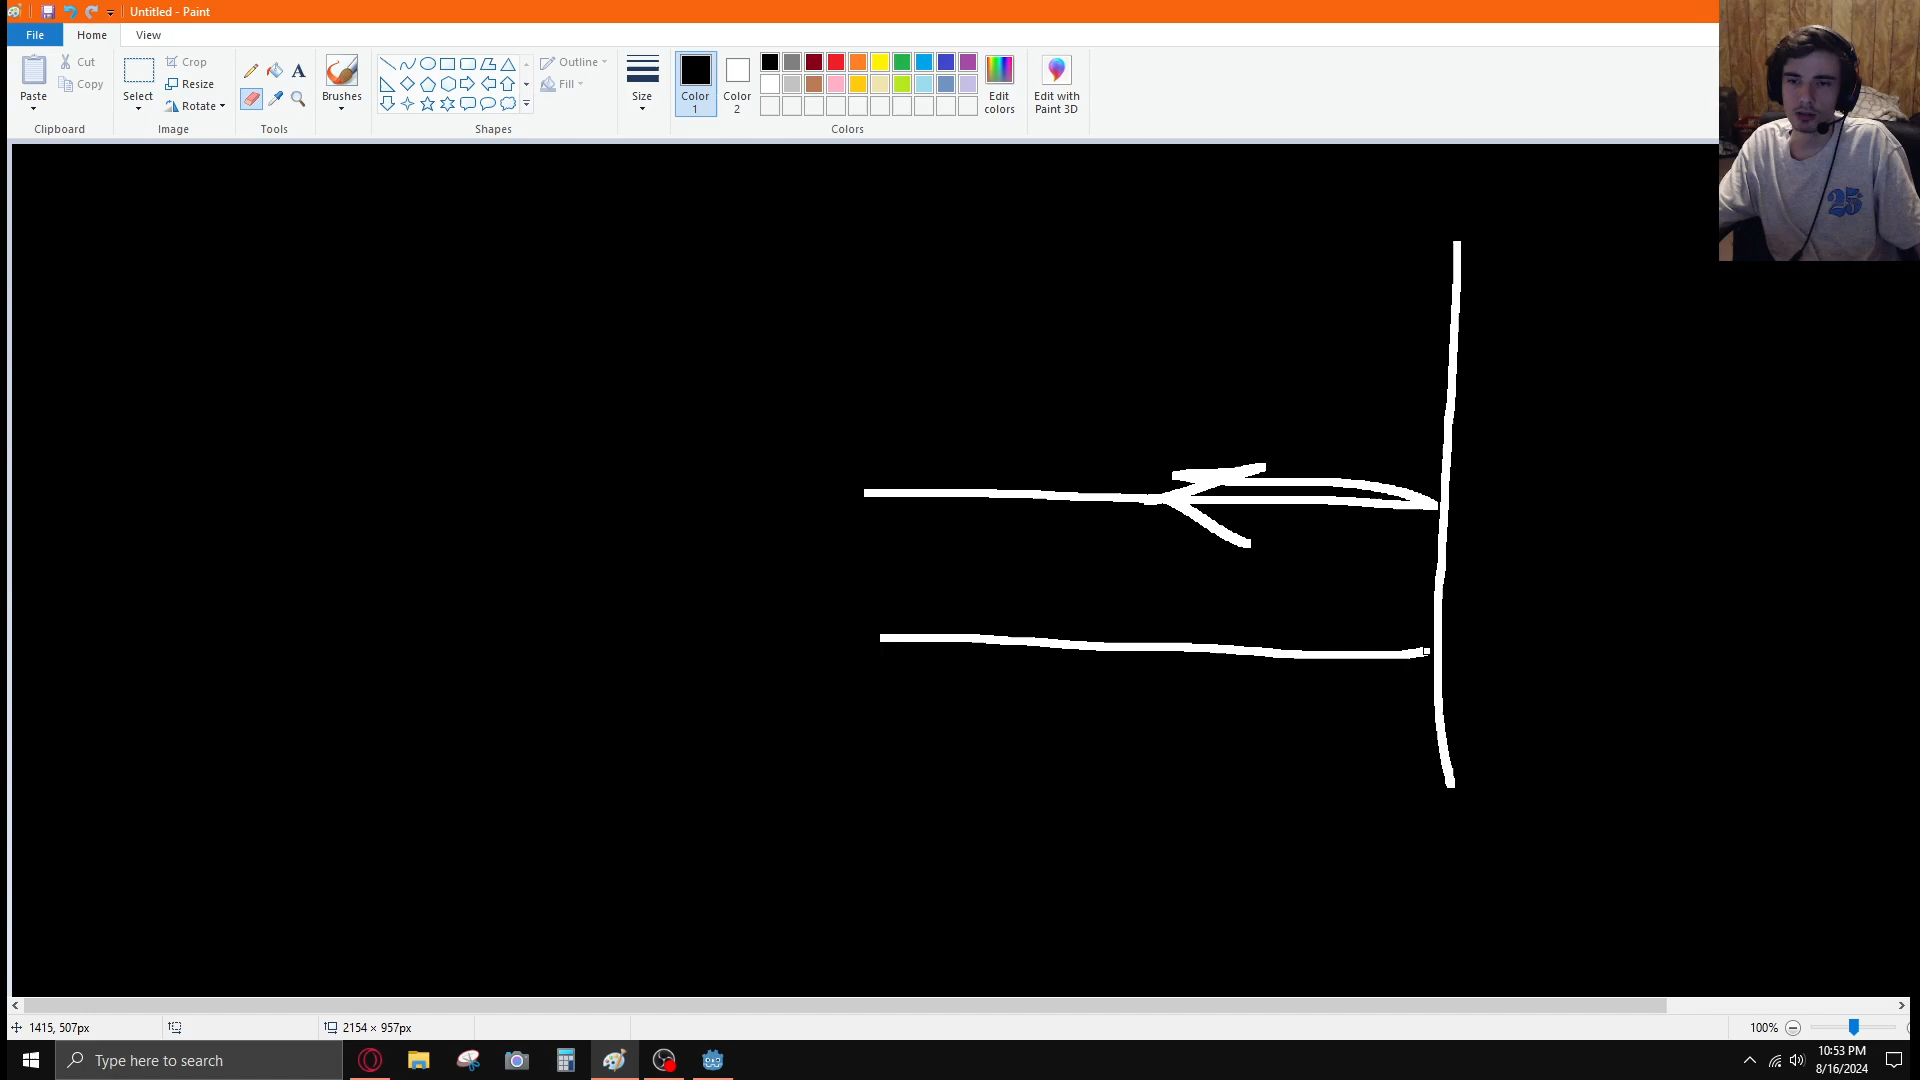 Untitled - Paint
File
Home
View
Paste
Cut
Copy
Clipboard
Select
Crop
Resize
Rotate
Image
A
Tools
Brushes
Shapes
Outline
Fill
Size
Color
1
Color
2
Edit
colors
Colors
Edit with
Paint 3D
25
1415, 507px
2154 × 957px
100%
Type here to search
10:53 PM
8/16/2024